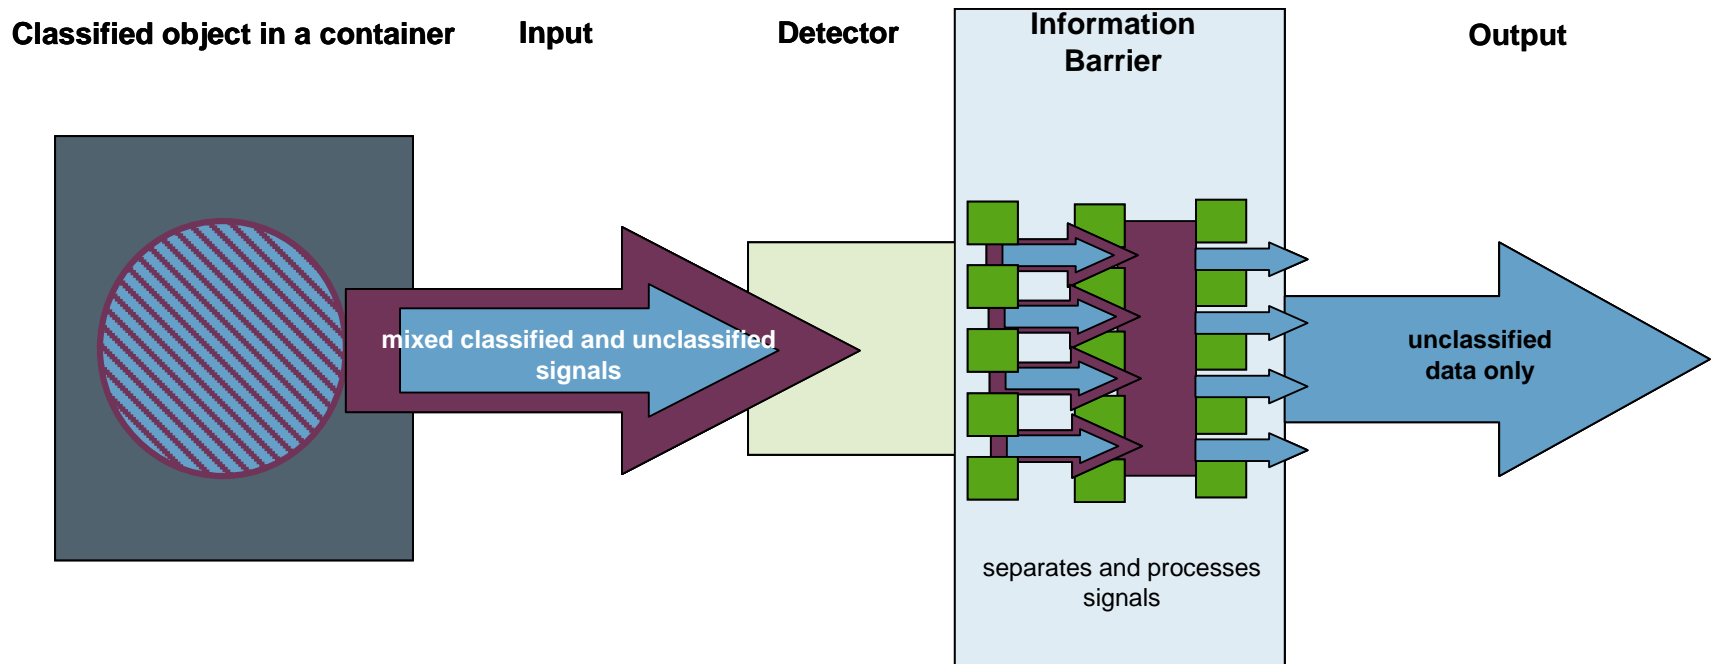 Classified object in a container
Input
Detector
Information
Barrier
Output
mixed classified and unclassified
signals
unclassified
data only
separates and processes
signals